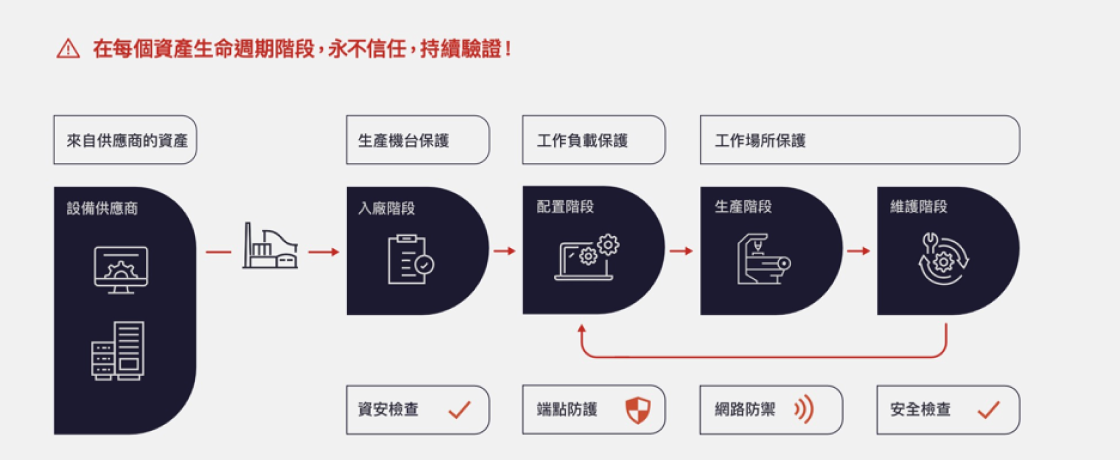 在每個資產生命週期階段，永不信任，持續驗證！
來自供應商的資產
生產機台保護
工作負載保護
工作場所保護
設備供應商
入廠階段
配置階段
生產階段
維護階段
資安檢查
端點防護
網路防禦
安全檢查